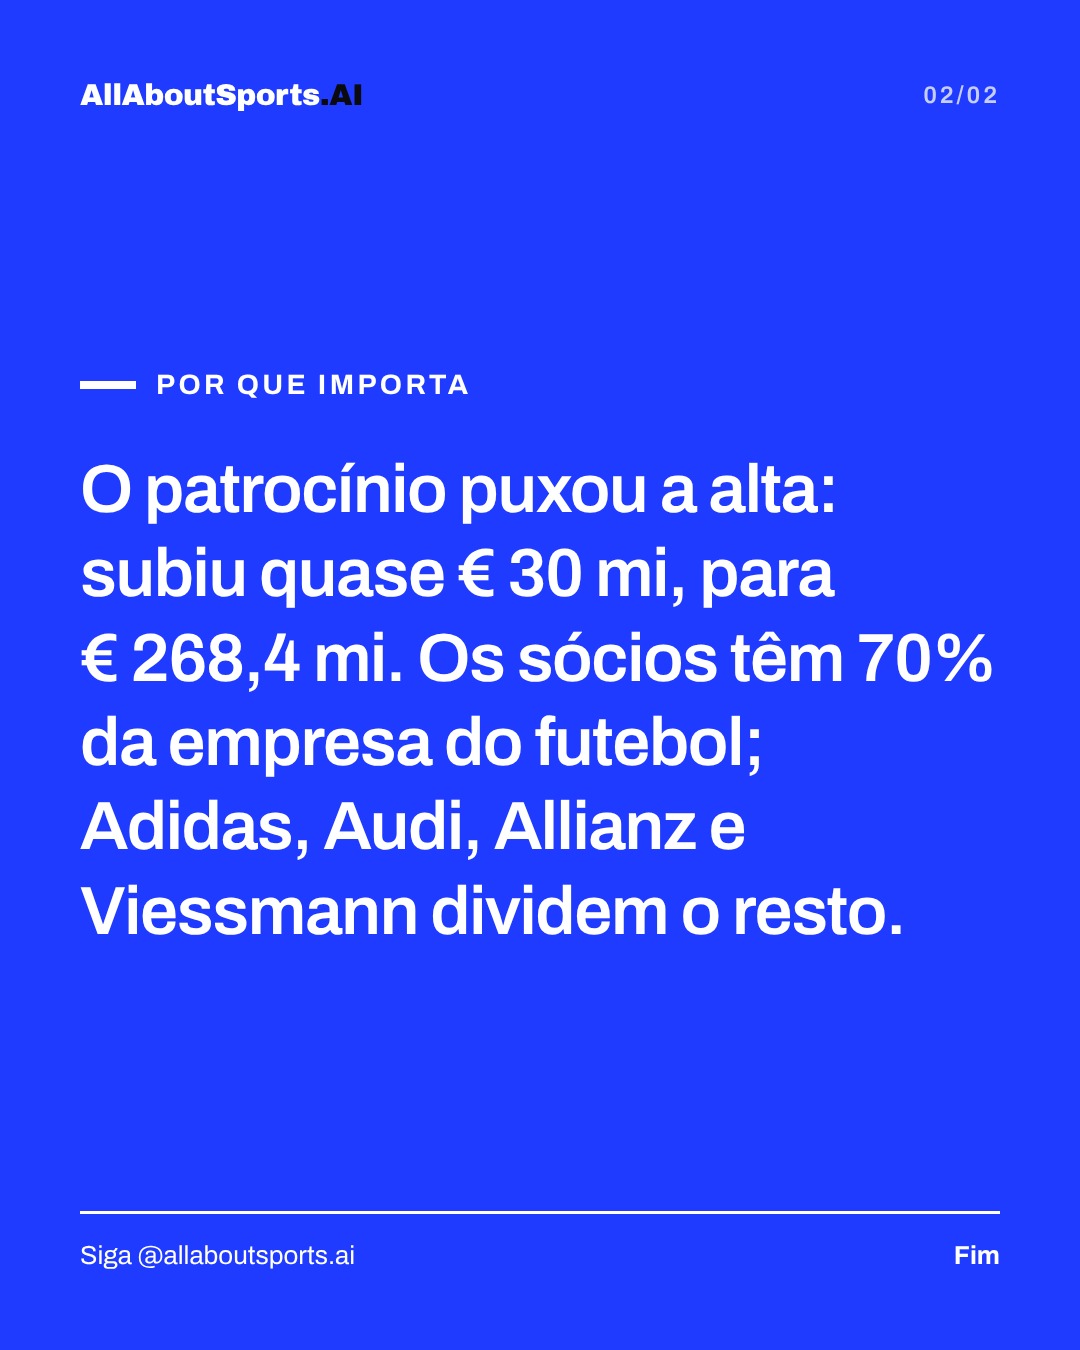 AllAboutSports.AI
02/02
POR QUE IMPORTA
O patrocínio puxou a alta:
subiu quase € 30 mi, para
€ 268,4 mi. Os sócios têm 70%
da empresa do futebol;
Adidas, Audi, Allianz e
Viessmann dividem o resto.
Siga @allaboutsports.ai
Fim